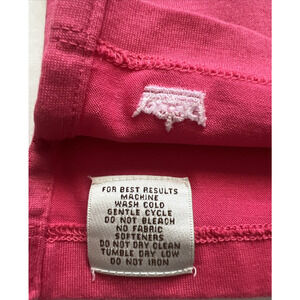 FOR BEST RESULTS
MACHINE
WASH COLD
GENTLE CYCLE
DO NOT BLEACH
NO FABRIC
SOFTENERS
DO NOT DRY CLEAN
TUMBLE DRY LOW
DO NOT IRON